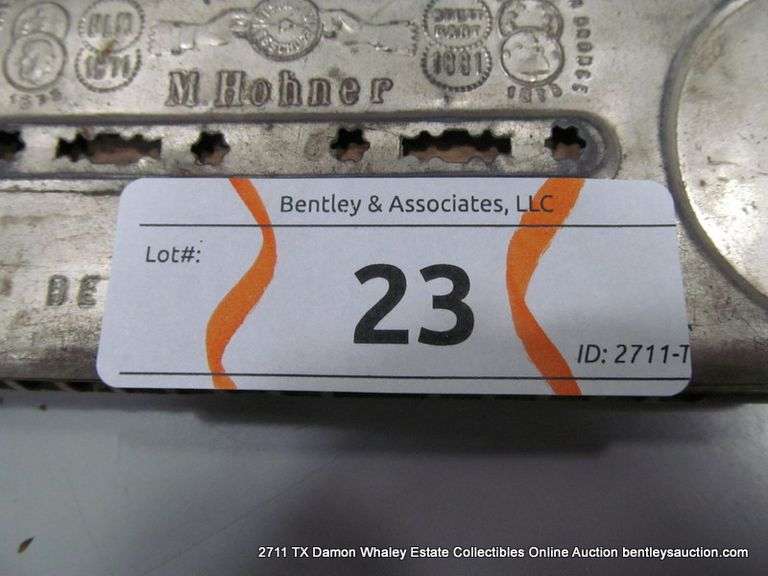 1871
1881
M. Hohner
Bentley & Associates, LLC
Lot#:
23
BE
ID: 2711-T
2711 TX Damon Whaley Estate Collectibles Online Auction bentleysauction.com